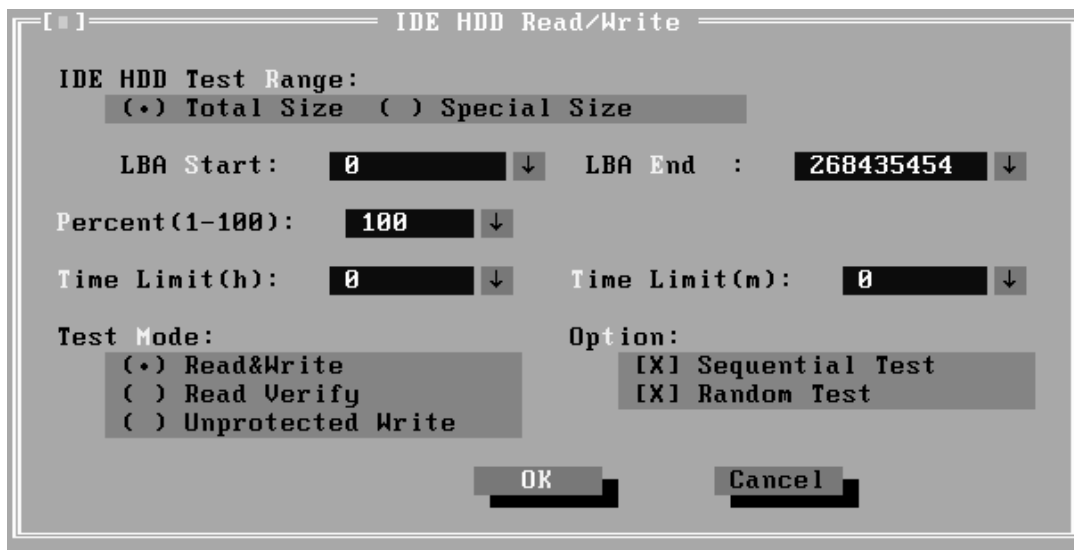 [■] IDE HDD Read/Write
IDE HDD Test Range:
(•) Total Size ( ) Special Size
LBA Start: 0 ↓ LBA End : 268435454 ↓
Percent(1-100): 100 ↓
Time Limit(h): 0 ↓ Time Limit(m): 0 ↓
Test Mode: Option:
(•) Read&Write [X] Sequential Test
( ) Read Verify [X] Random Test
( ) Unprotected Write
OK Cancel